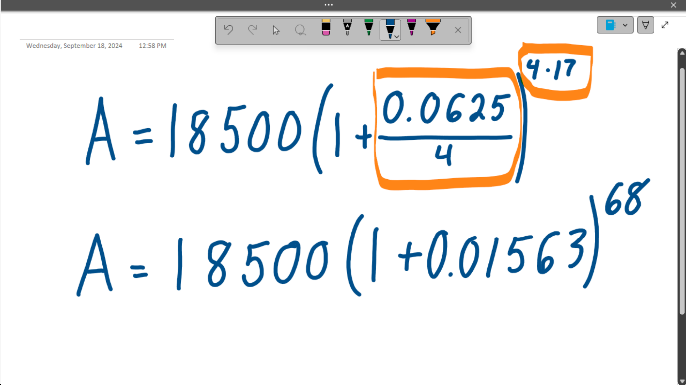 Wednesday, September 18, 2024 12:58 PM
A = 18500(1 + 0.0625/4)^4·17
A = 18500(1+0.01563)^68